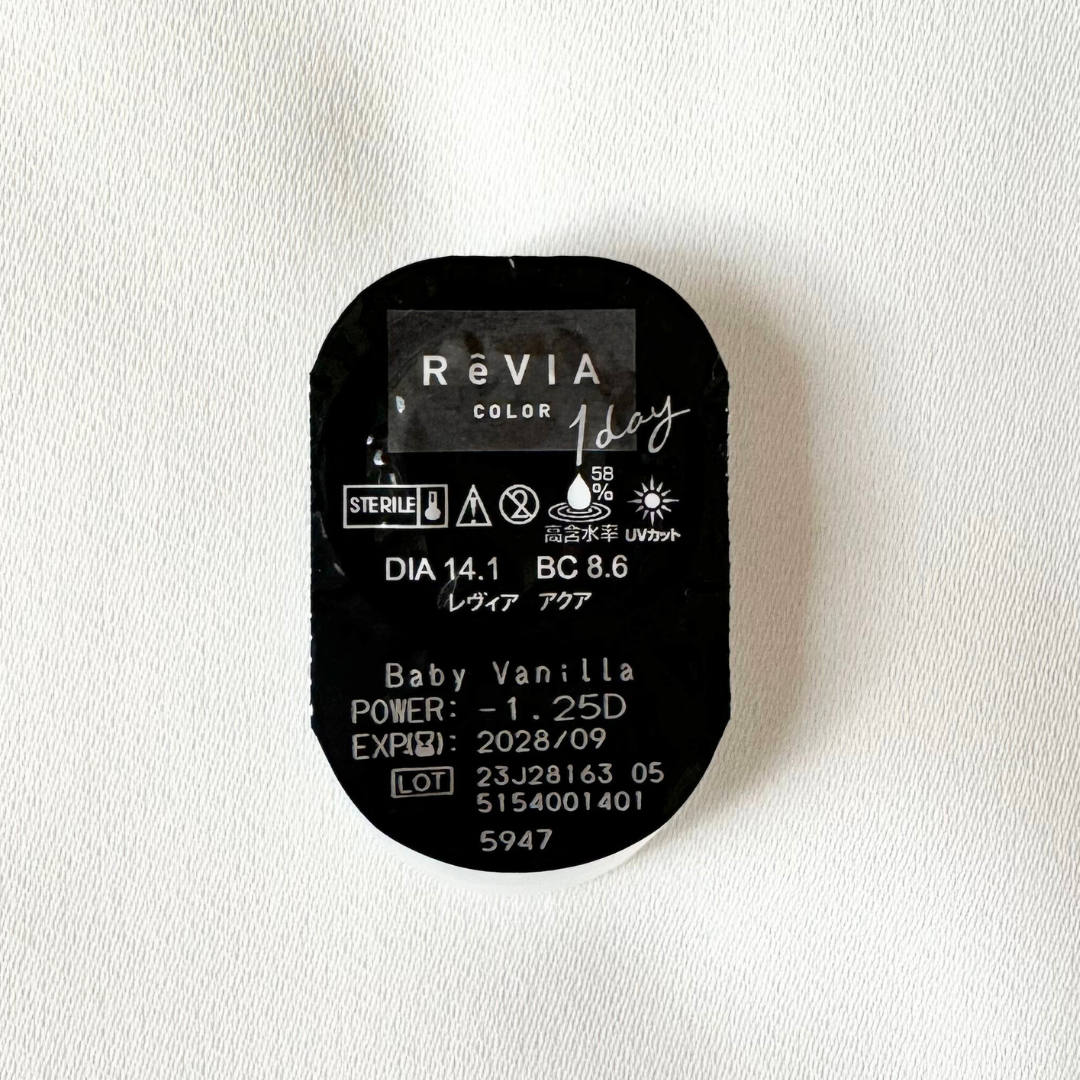 RêVIA
COLOR
1day
58
%
STERILE
高含水率 UVカット
DIA 14.1 BC 8.6
レヴィア アクア
Baby Vanilla
POWER: -1.25D
EXP(⌛): 2028/09
LOT 23J28163 05
5154001401
5947